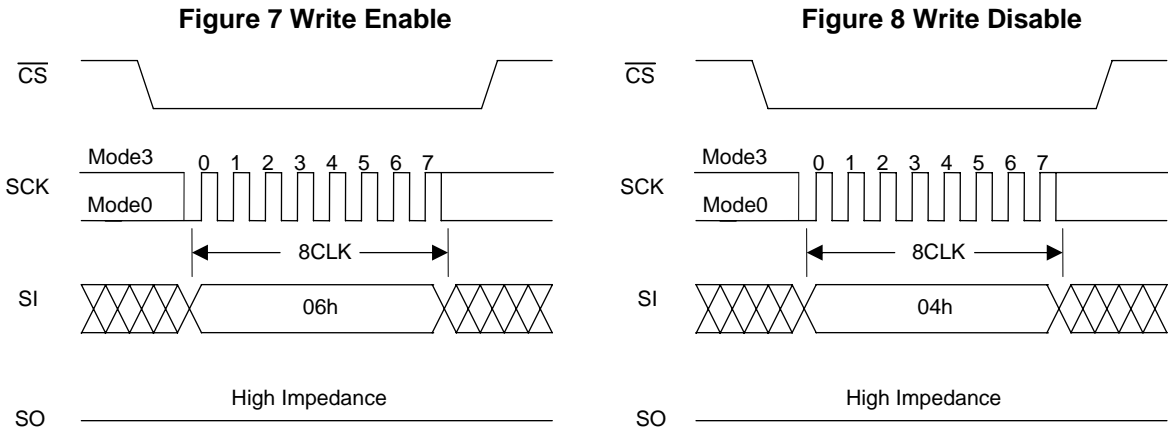 Figure 7 Write Enable
CS
Mode3
0 1 2 3 4 5 6 7
SCK
Mode0
8CLK
SI
06h
High Impedance
SO
Figure 8 Write Disable
CS
Mode3
0 1 2 3 4 5 6 7
SCK
Mode0
8CLK
SI
04h
High Impedance
SO